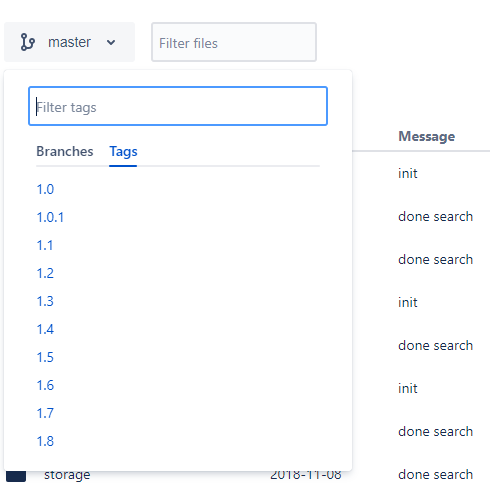 master
Filter files
Filter tags
Branches Tags
Message
1.0
init
1.0.1
done search
1.1
1.2
done search
1.3
init
1.4
1.5
done search
1.6
init
1.7
1.8
done search
storage 2018-11-08 done search